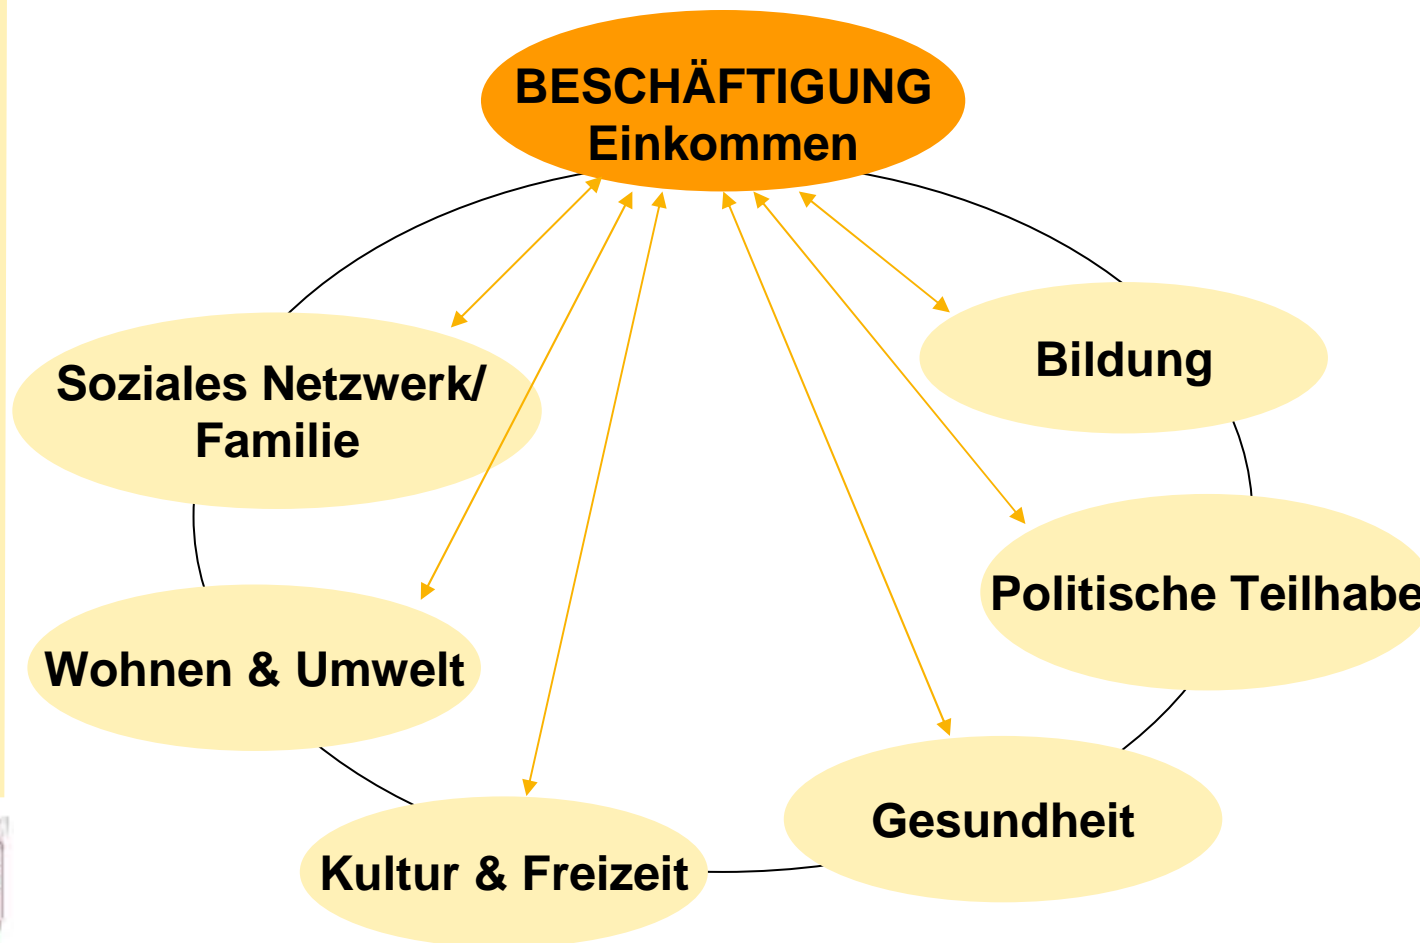 BESCHÄFTIGUNG
Einkommen
Bildung
Soziales Netzwerk/
Familie
Politische Teilhabe
Wohnen & Umwelt
Gesundheit
Kultur & Freizeit